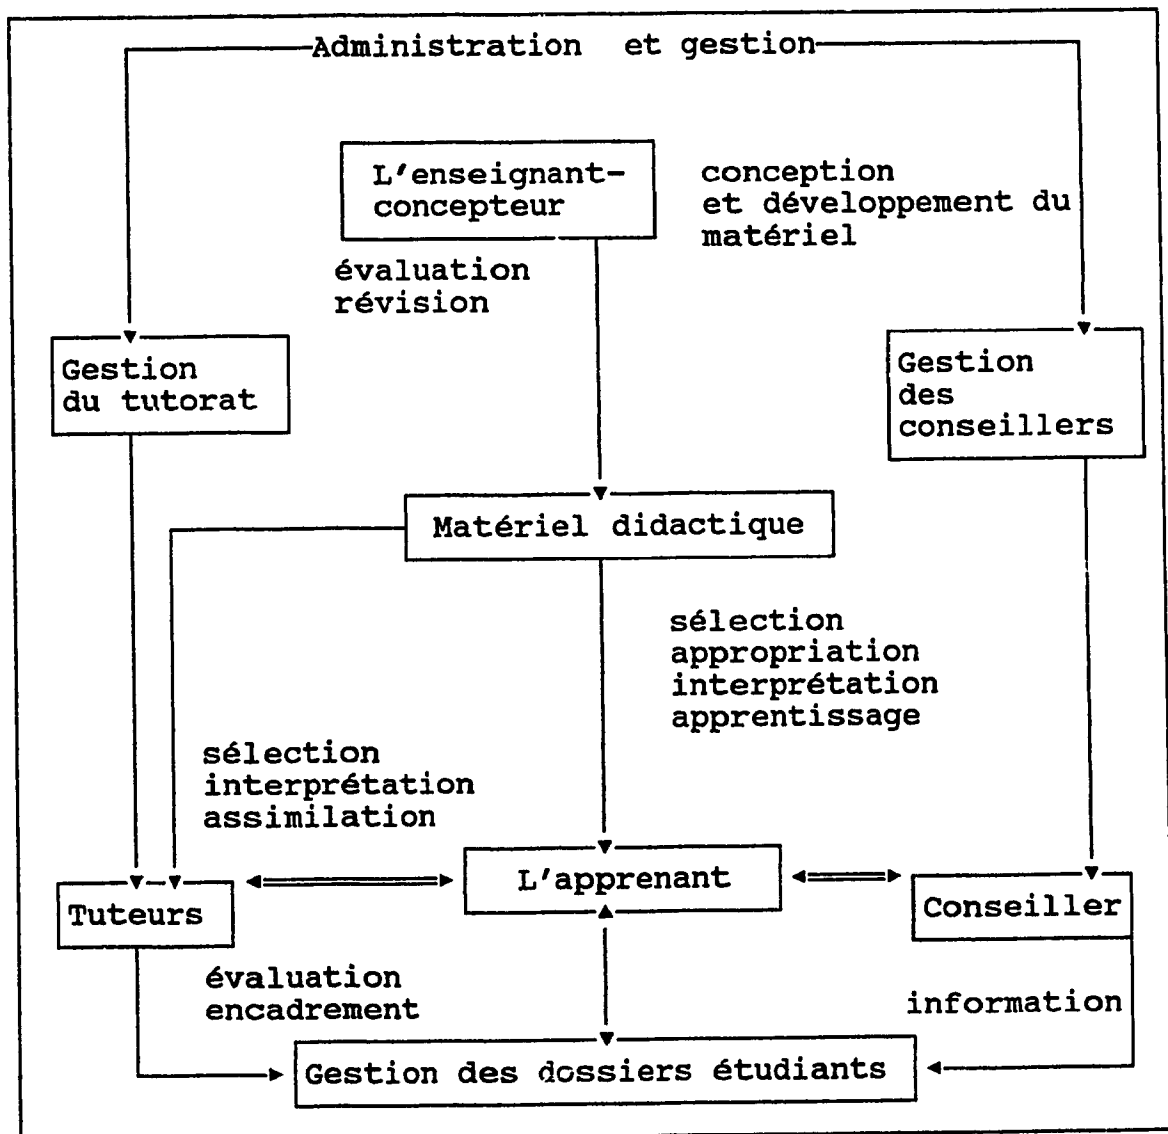 Administration et gestion
L'enseignant-
concepteur
conception
et développement du
matériel
évaluation
révision
Gestion
du tutorat
Gestion
des
conseillers
Matériel didactique
sélection
appropriation
interprétation
apprentissage
sélection
interprétation
assimilation
L'apprenant
Tuteurs
Conseiller
évaluation
encadrement
information
Gestion des dossiers étudiants